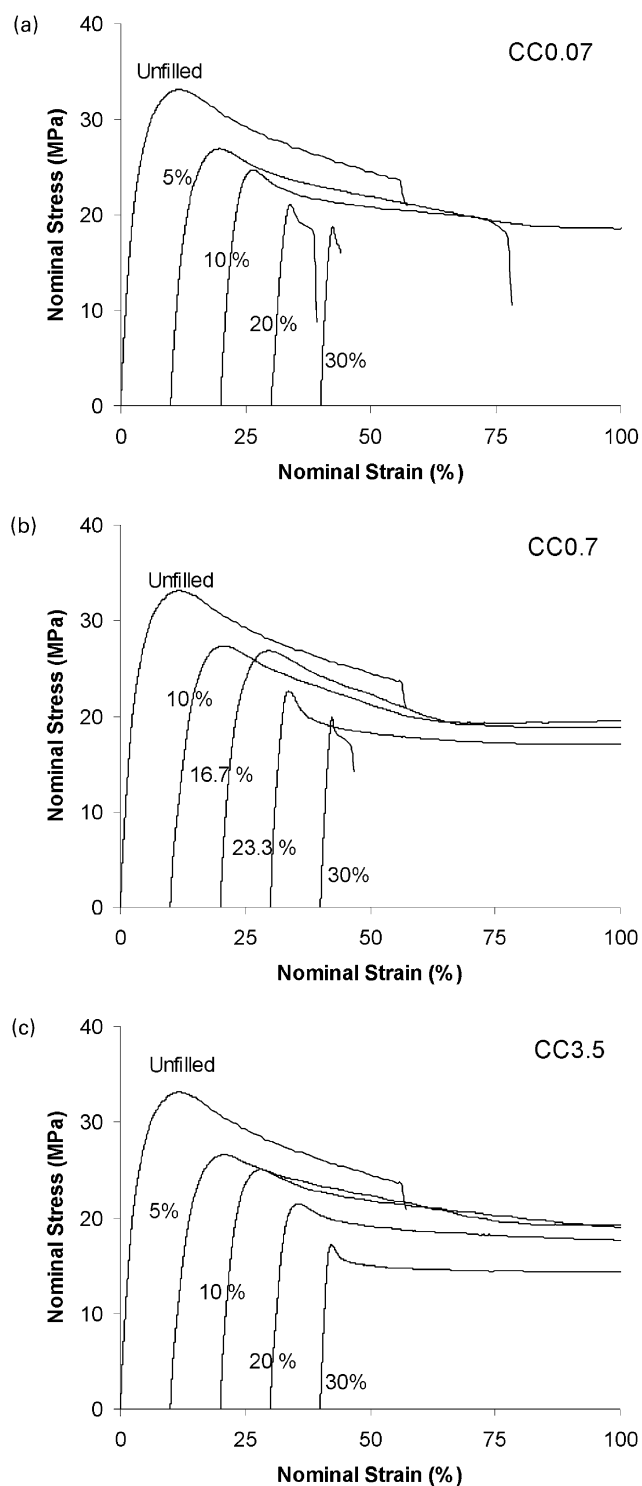 (a)
40
CC0.07
Unfilled
30
5%
20
10 %
10
20 %
30%
0
0 25 50 75 100
Nominal Stress (MPa)
Nominal Strain (%)
(b)
40
CC0.7
Unfilled
30
10 %
20
16.7 %
10
23.3 %
30%
0
0 25 50 75 100
Nominal Stress (MPa)
Nominal Strain (%)
(c)
40
CC3.5
Unfilled
30
5%
20
10 %
10
20 %
30%
0
0 25 50 75 100
Nominal Stress (MPa)
Nominal Strain (%)